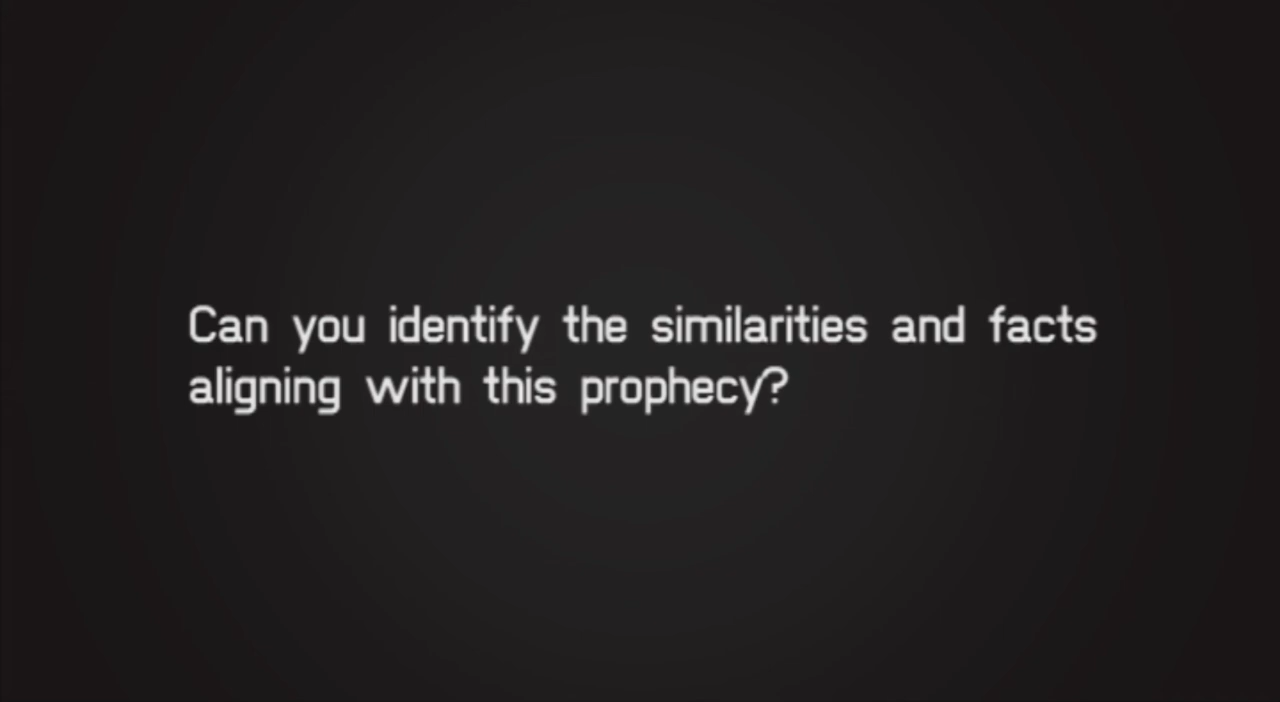 Can you identify the similarities and facts
aligning with this prophecy?